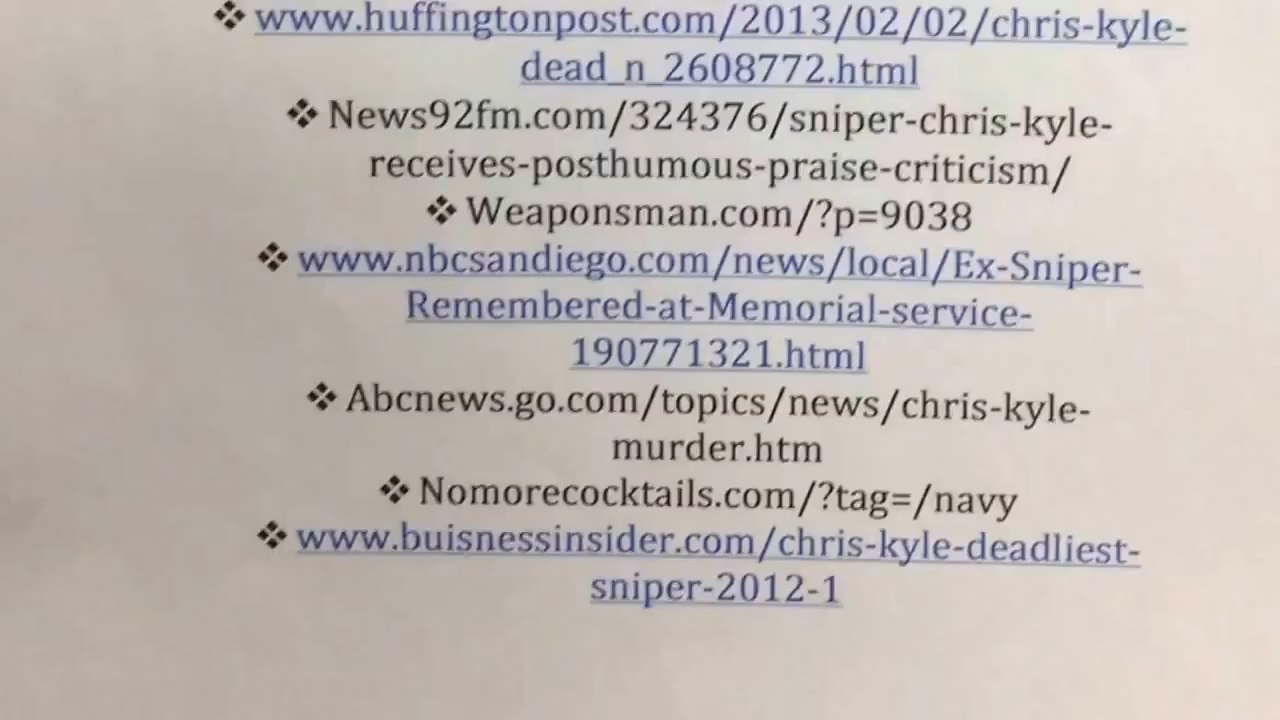 ❖ www.huffingtonpost.com/2013/02/02/chris-kyle-
dead_n_2608772.html
❖ News92fm.com/324376/sniper-chris-kyle-
receives-posthumous-praise-criticism/
❖ Weaponsman.com/?p=9038
❖ www.nbcsandiego.com/news/local/Ex-Sniper-
Remembered-at-Memorial-service-
190771321.html
❖ Abcnews.go.com/topics/news/chris-kyle-
murder.htm
❖ Nomorecocktails.com/?tag=/navy
❖ www.buisnessinsider.com/chris-kyle-deadliest-
sniper-2012-1